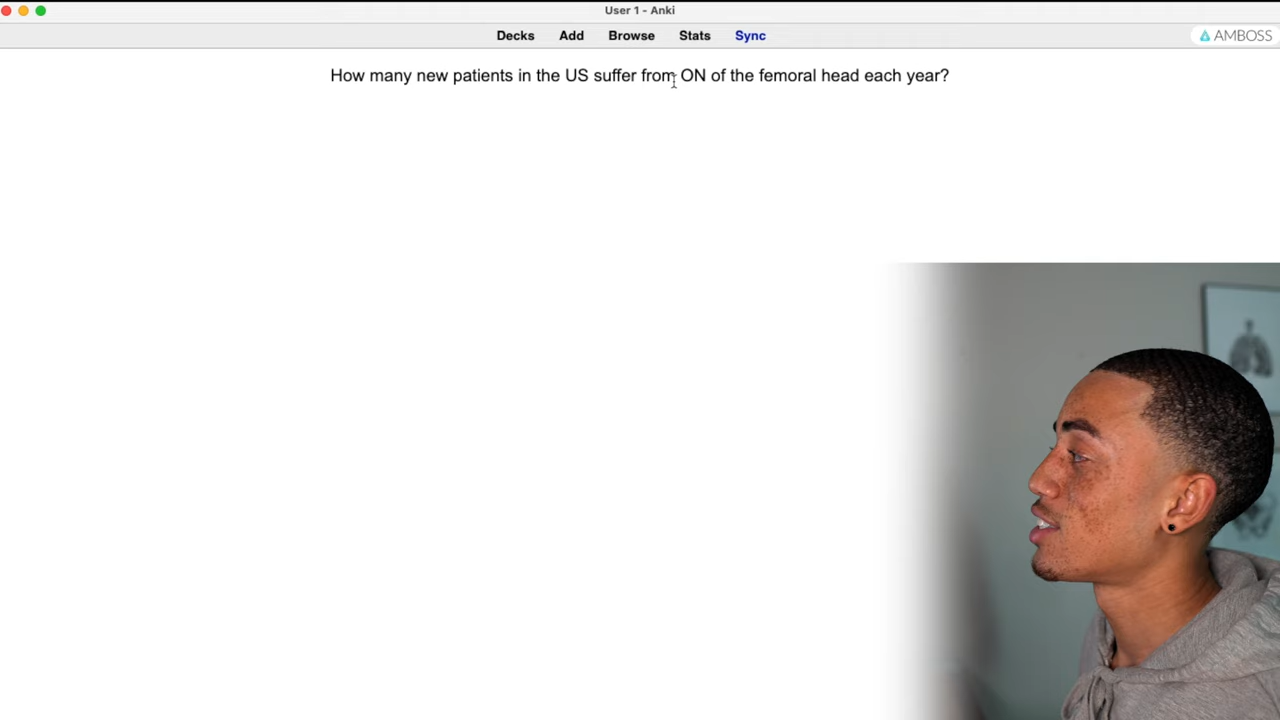 User 1 - Anki
Decks Add Browse Stats Sync
AMBOSS
How many new patients in the US suffer from ON of the femoral head each year?